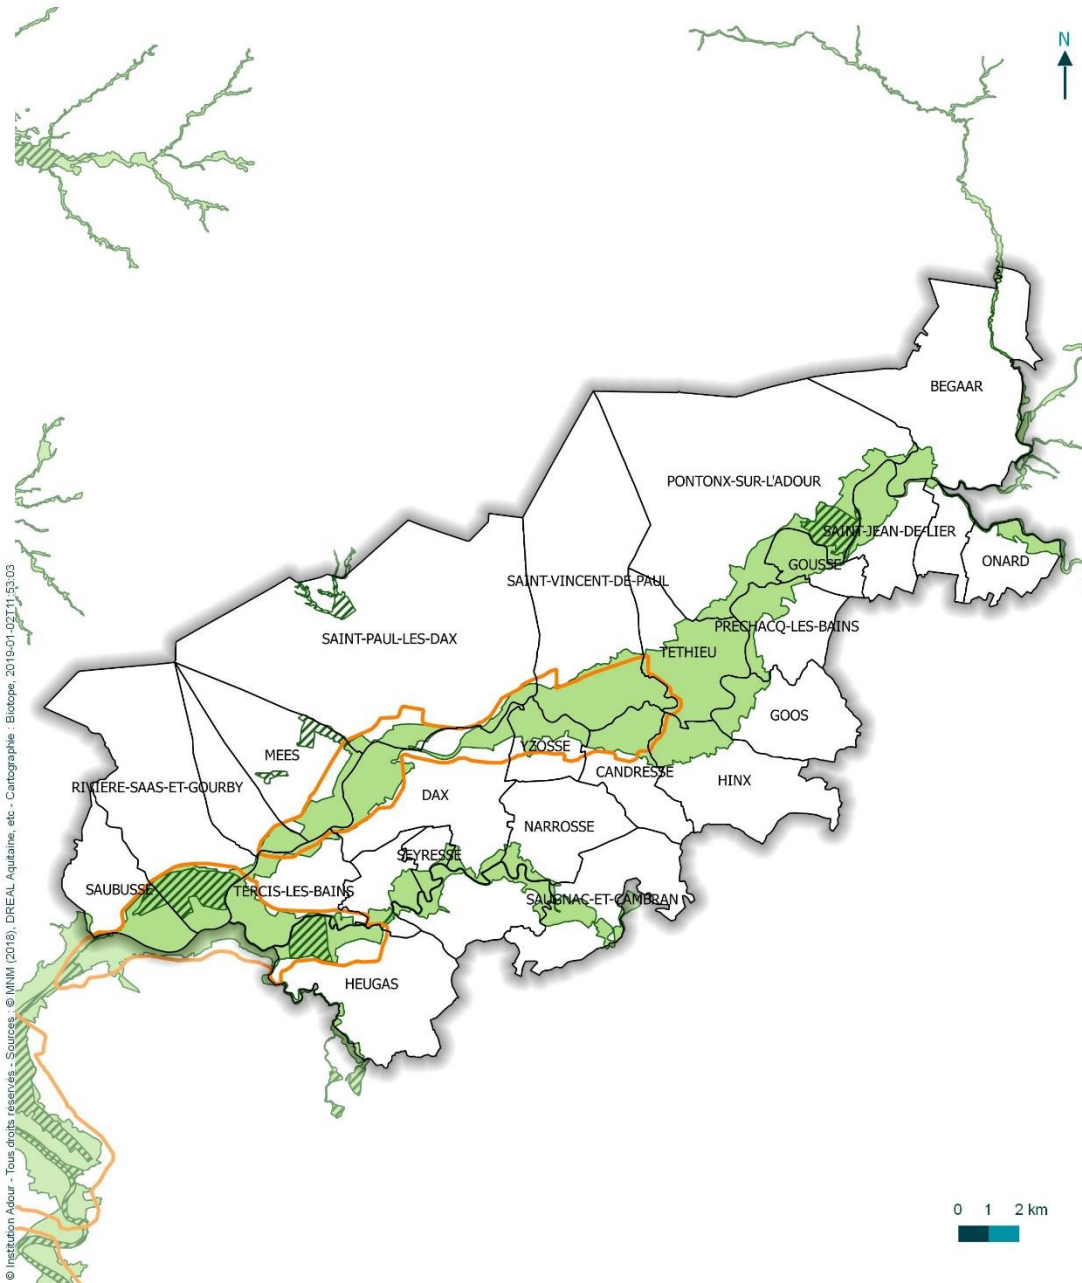 N
BEGAAR
PONTONX-SUR-L'ADOUR
SAINT-JEAN-DE-LIER
ONARD
GOUSSE
SAINT-VINCENT-DE-PAUL
PRECHACQ-LES-BAINS
SAINT-PAUL-LES-DAX
TETHIEU
GOOS
YZOSSE
MEES
CANDRESSE
HINX
RIVIERE-SAAS-ET-GOURBY
DAX
NARROSSE
SEYRESSE
SAUBUSSE
TERCIS-LES-BAINS
SAUGNAC-ET-CAMBRAN
HEUGAS
0 1 2 km
© Institution Adour - Tous droits réservés - Sources : © MNM (2018), DREAL Aquitaine, etc - Cartographie : Biotope, 2019-01-02T11:53:03